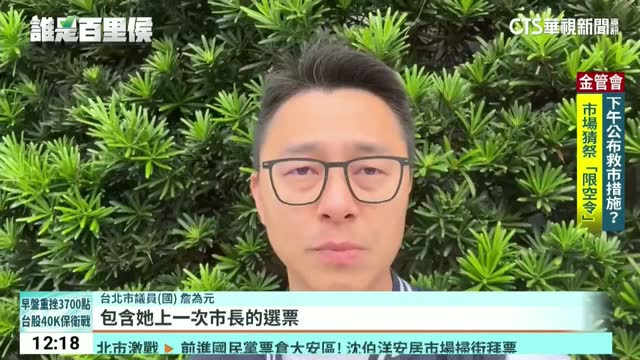 誰是百里侯
CTS華視新聞資訊
金管會
下午公布救市措施?
市場猜祭「限空令」
早盤重挫3700點
台股40K保衛戰
台北市議員(國) 詹為元
包含她上一次市長的選票
12:18
北市激戰▶前進國民黨票倉大安區!沈伯洋安居市場掃街拜票